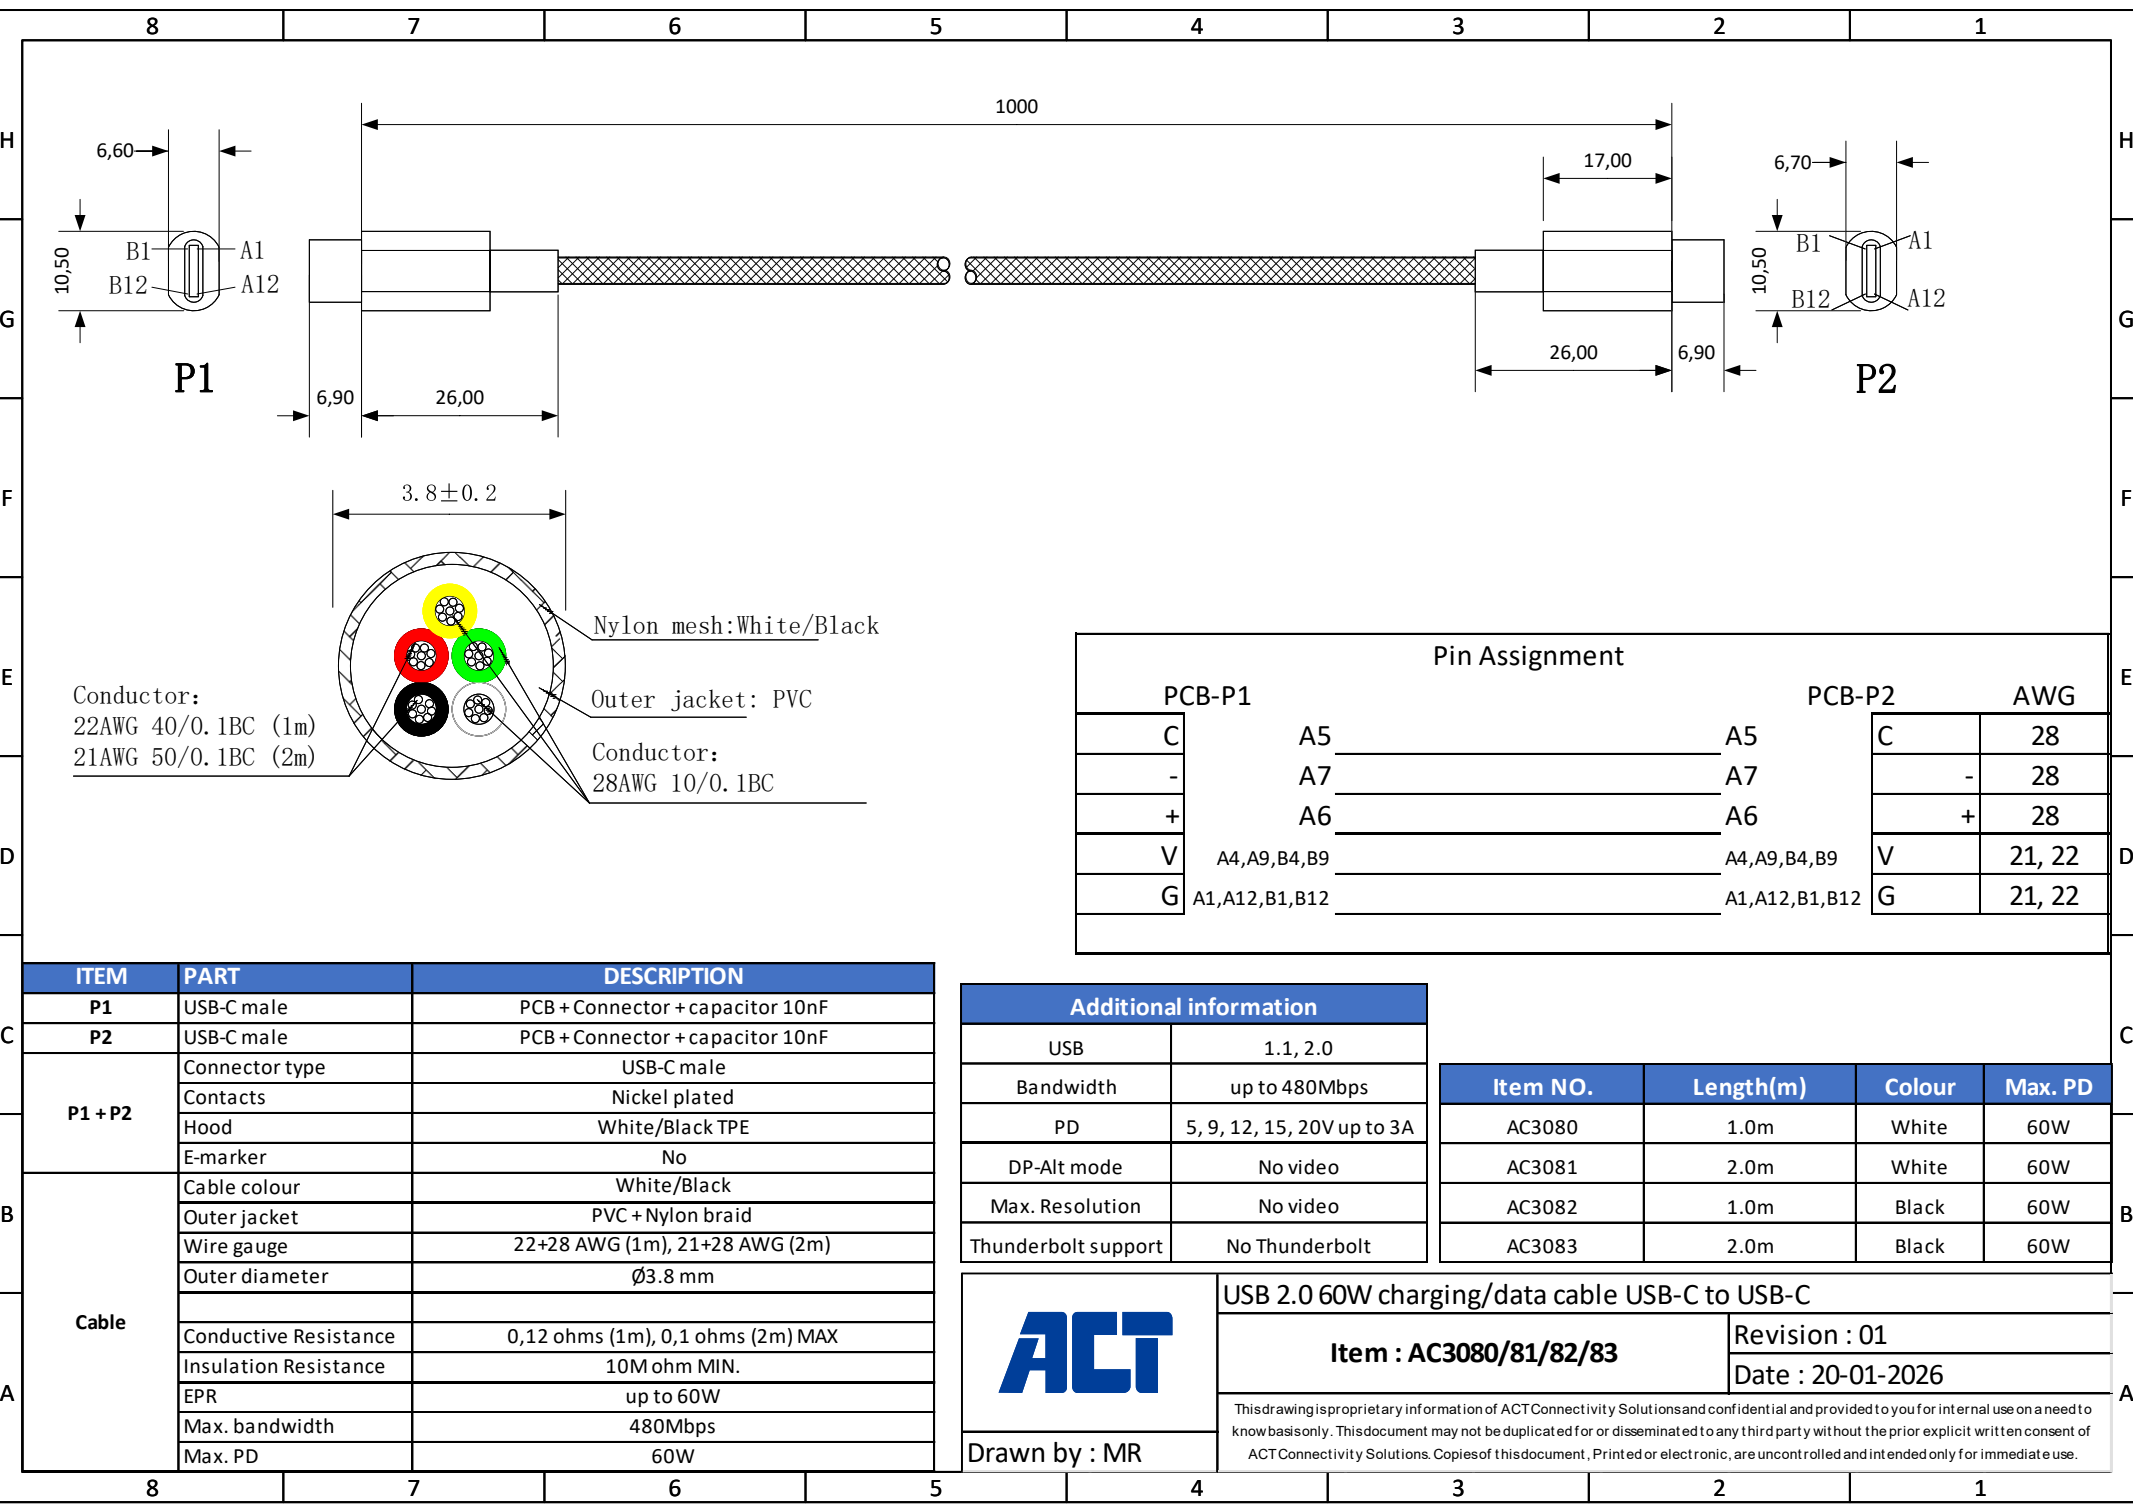 8 7 6 5 4 3 2 1
1000
H H
6,60 17,00 6,70
B1 A1 B1 A1
10,50 10,50
B12 A12 B12 A12
G G
26,00 6,90
P1 P2
6,90 26,00
3.8±0.2
F F
Nylon mesh:White/Black
E E
Conductor: Outer jacket: PVC
22AWG 40/0.1BC (1m)
21AWG 50/0.1BC (2m)
Conductor:
28AWG 10/0.1BC
Pin Assignment
PCB-P1 PCB-P2 AWG
C A5 A5 C 28
- A7 A7 - 28
+ A6 A6 + 28
V A4,A9,B4,B9 A4,A9,B4,B9 V 21, 22
G A1,A12,B1,B12 A1,A12,B1,B12 G 21, 22
D D
ITEM PART DESCRIPTION
P1 USB-C male PCB + Connector + capacitor 10nF
P2 USB-C male PCB + Connector + capacitor 10nF
P1 + P2
Connector type USB-C male
Contacts Nickel plated
Hood White/Black TPE
E-marker No
Cable
Cable colour White/Black
Outer jacket PVC + Nylon braid
Wire gauge 22+28 AWG (1m), 21+28 AWG (2m)
Outer diameter Ø3.8 mm
Conductive Resistance 0,12 ohms (1m), 0,1 ohms (2m) MAX
Insulation Resistance 10M ohm MIN.
EPR up to 60W
Max. bandwidth 480Mbps
Max. PD 60W
C C
Additional information
USB 1.1, 2.0
Bandwidth up to 480Mbps
PD 5, 9, 12, 15, 20V up to 3A
DP-Alt mode No video
Max. Resolution No video
Thunderbolt support No Thunderbolt
Item NO. Length(m) Colour Max. PD
AC3080 1.0m White 60W
AC3081 2.0m White 60W
AC3082 1.0m Black 60W
AC3083 2.0m Black 60W
B B
ACT
Drawn by : MR
USB 2.0 60W charging/data cable USB-C to USB-C
Item : AC3080/81/82/83
Revision : 01
Date : 20-01-2026
A A
This drawing is proprietary information of ACT Connectivity Solutions and confidential and provided to you for internal use on a need to
know basis only. This document may not be duplicated for or disseminated to any third party without the prior explicit written consent of
ACT Connectivity Solutions. Copies of this document, Printed or electronic, are uncontrolled and intended only for immediate use.
8 7 6 5 4 3 2 1